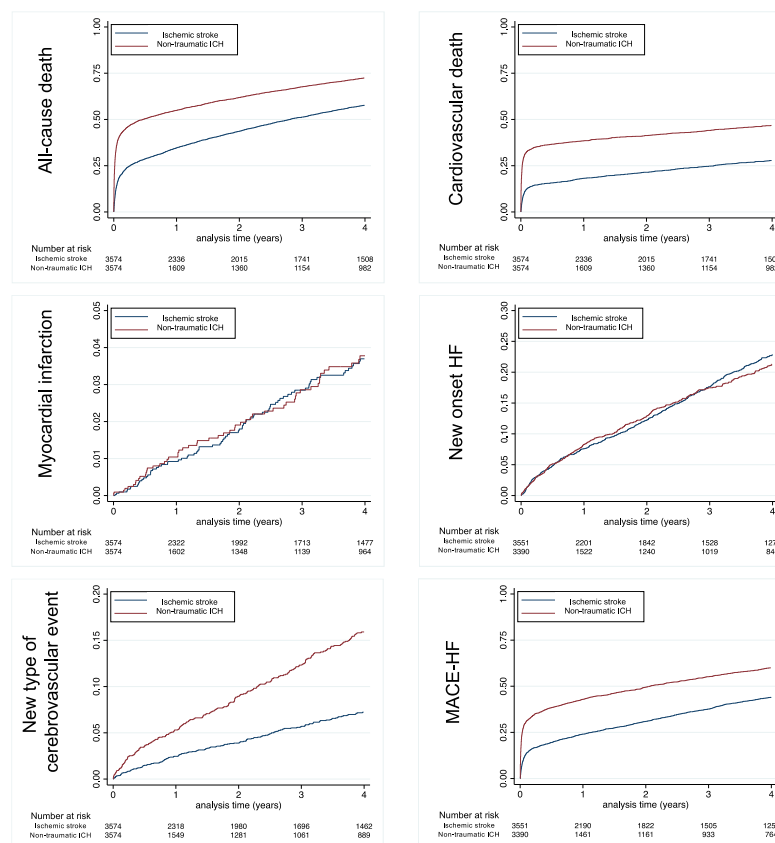 All-cause death
1.00
0.75
0.50
0.25
0.00
Ischemic stroke
Non-traumatic ICH
0 1 2 3 4
analysis time (years)
Number at risk
Ischemic stroke 3574 2336 2015 1741 1508
Non-traumatic ICH 3574 1609 1360 1154 982
Cardiovascular death
1.00
0.75
0.50
0.25
0.00
Ischemic stroke
Non-traumatic ICH
0 1 2 3 4
analysis time (years)
Number at risk
Ischemic stroke 3574 2336 2015 1741 150
Non-traumatic ICH 3574 1609 1360 1154 98
Myocardial infarction
0.05
0.04
0.03
0.02
0.01
0.00
Ischemic stroke
Non-traumatic ICH
0 1 2 3 4
analysis time (years)
Number at risk
Ischemic stroke 3574 2322 1992 1713 1477
Non-traumatic ICH 3574 1602 1348 1139 964
New onset HF
0.30
0.25
0.20
0.15
0.10
0.05
0.00
Ischemic stroke
Non-traumatic ICH
0 1 2 3 4
analysis time (years)
Number at risk
Ischemic stroke 3551 2201 1842 1528 127
Non-traumatic ICH 3390 1522 1240 1019 84
New type of
cerebrovascular event
0.20
0.15
0.10
0.05
0.00
Ischemic stroke
Non-traumatic ICH
0 1 2 3 4
analysis time (years)
Number at risk
Ischemic stroke 3574 2318 1980 1696 1462
Non-traumatic ICH 3574 1549 1281 1061 889
MACE-HF
1.00
0.75
0.50
0.25
0.00
Ischemic stroke
Non-traumatic ICH
0 1 2 3 4
analysis time (years)
Number at risk
Ischemic stroke 3551 2190 1822 1505 125
Non-traumatic ICH 3390 1461 1161 933 764